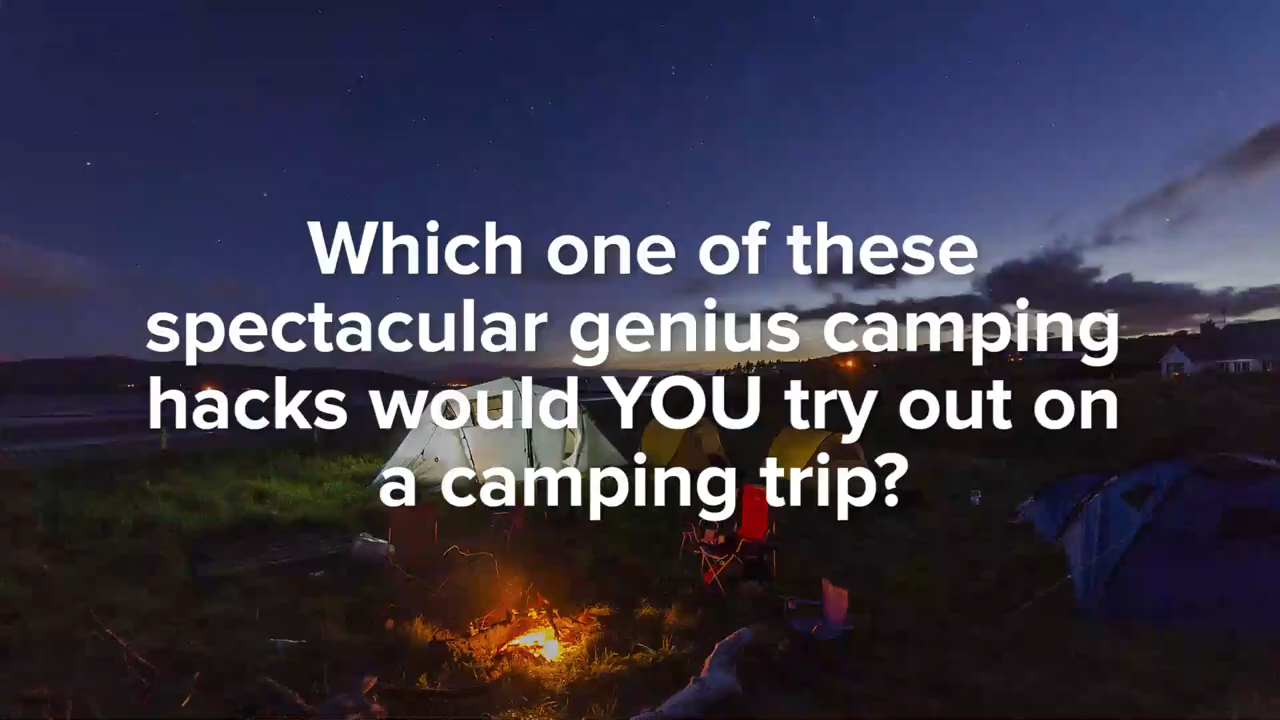 Which one of these
spectacular genius camping
hacks would YOU try out on
a camping trip?